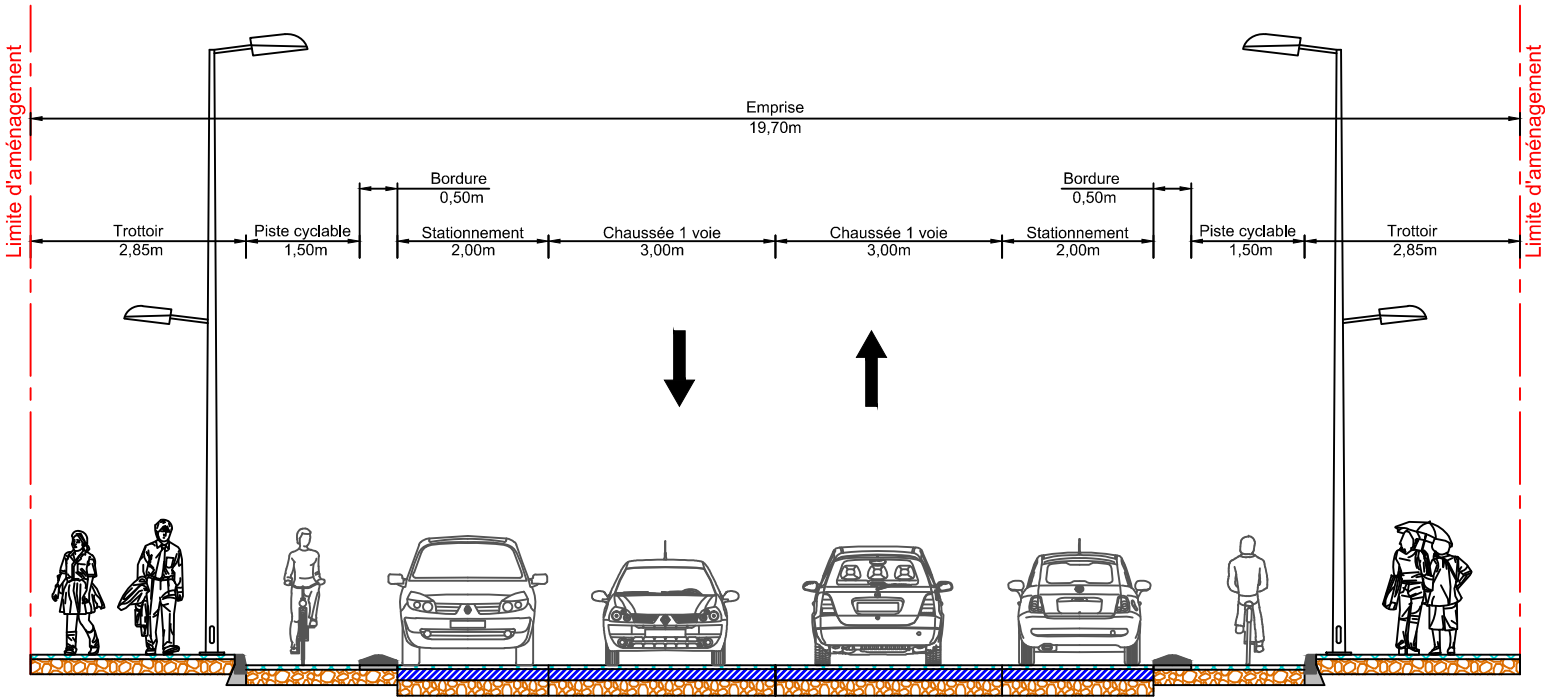 Limite d'aménagement
Emprise
19,70m
Limite d'aménagement
Bordure
0,50m
Bordure
0,50m
Trottoir
2,85m
Piste cyclable
1,50m
Stationnement
2,00m
Chaussée 1 voie
3,00m
Chaussée 1 voie
3,00m
Stationnement
2,00m
Piste cyclable
1,50m
Trottoir
2,85m